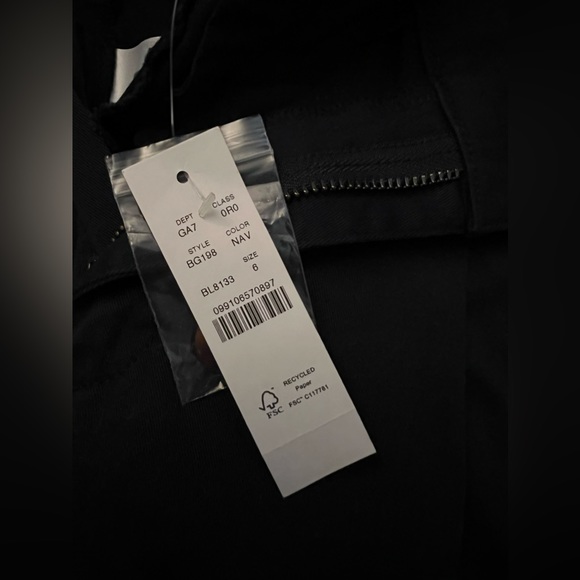 DEPT CLASS
GA7 0R0
STYLE COLOR
BG198 NAV
SIZE
BL8133 6
099106570897
RECYCLED
Paper
FSC® C117781
FSC